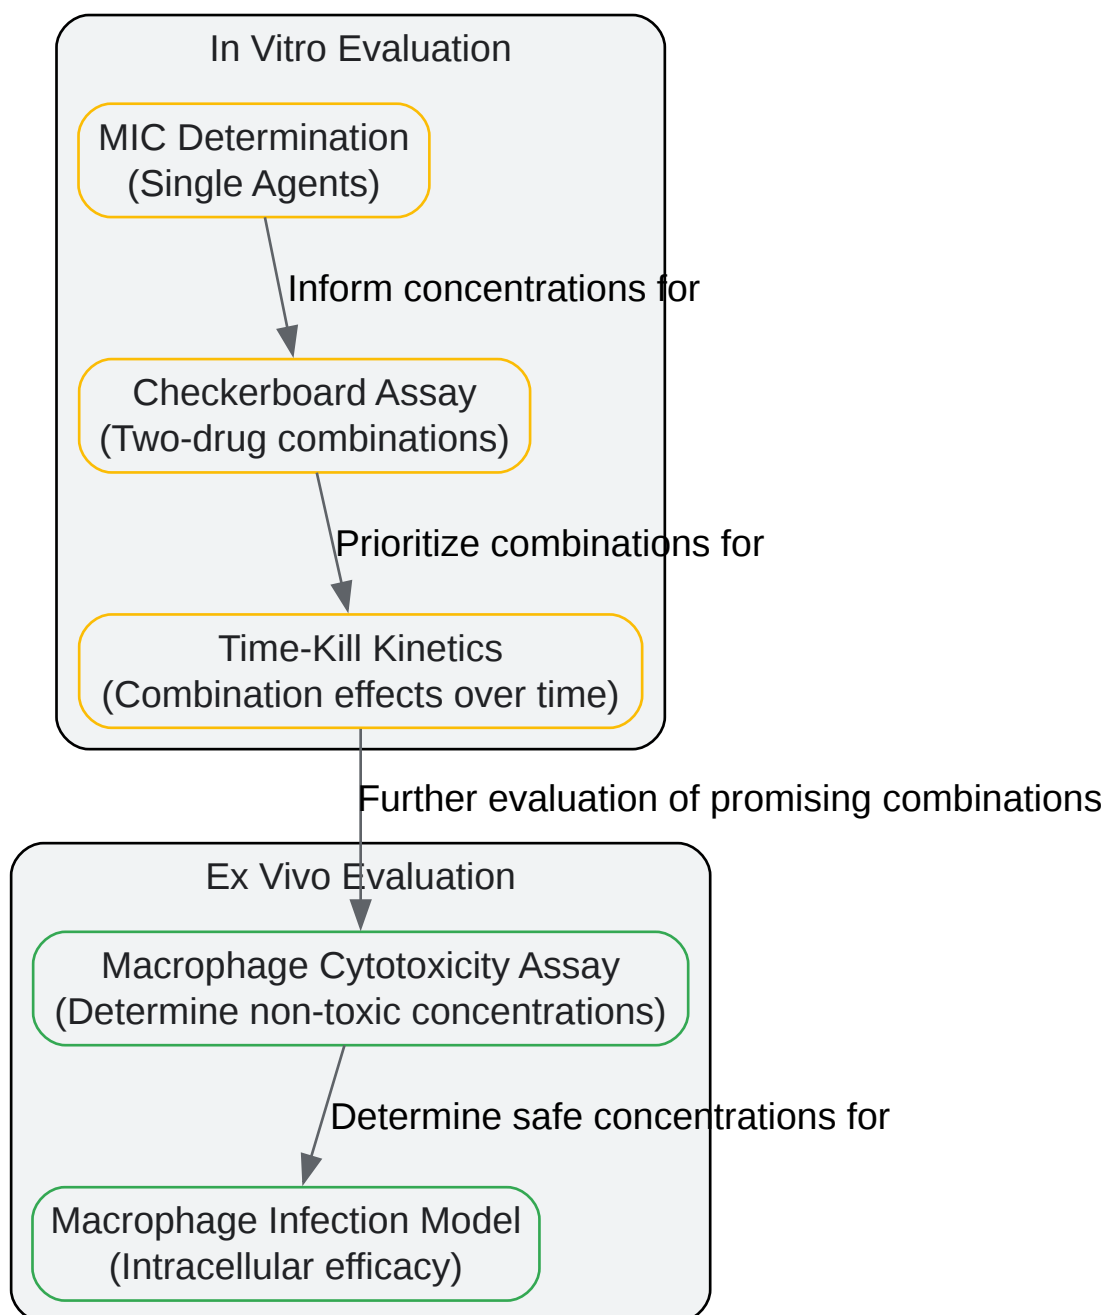 In Vitro Evaluation
MIC Determination
(Single Agents)
Inform concentrations for
Checkerboard Assay
(Two-drug combinations)
Prioritize combinations for
Time-Kill Kinetics
(Combination effects over time)
Further evaluation of promising combinations
Ex Vivo Evaluation
Macrophage Cytotoxicity Assay
(Determine non-toxic concentrations)
Determine safe concentrations for
Macrophage Infection Model
(Intracellular efficacy)